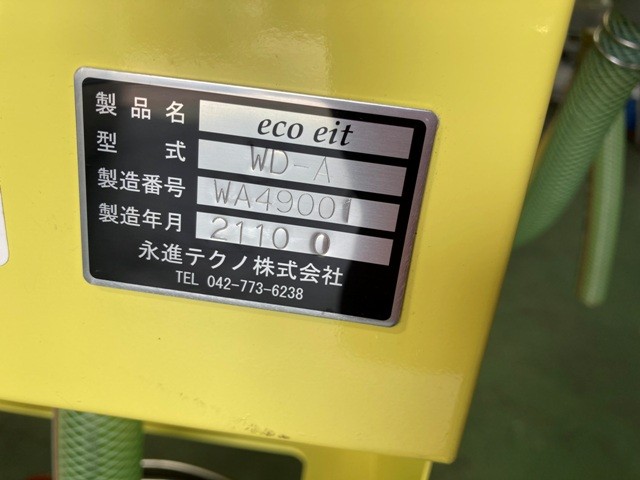 製品名 eco eit
型式 WD-A
製造番号 WA49001
製造年月 21100
永進テクノ株式会社
TEL 042-773-6238